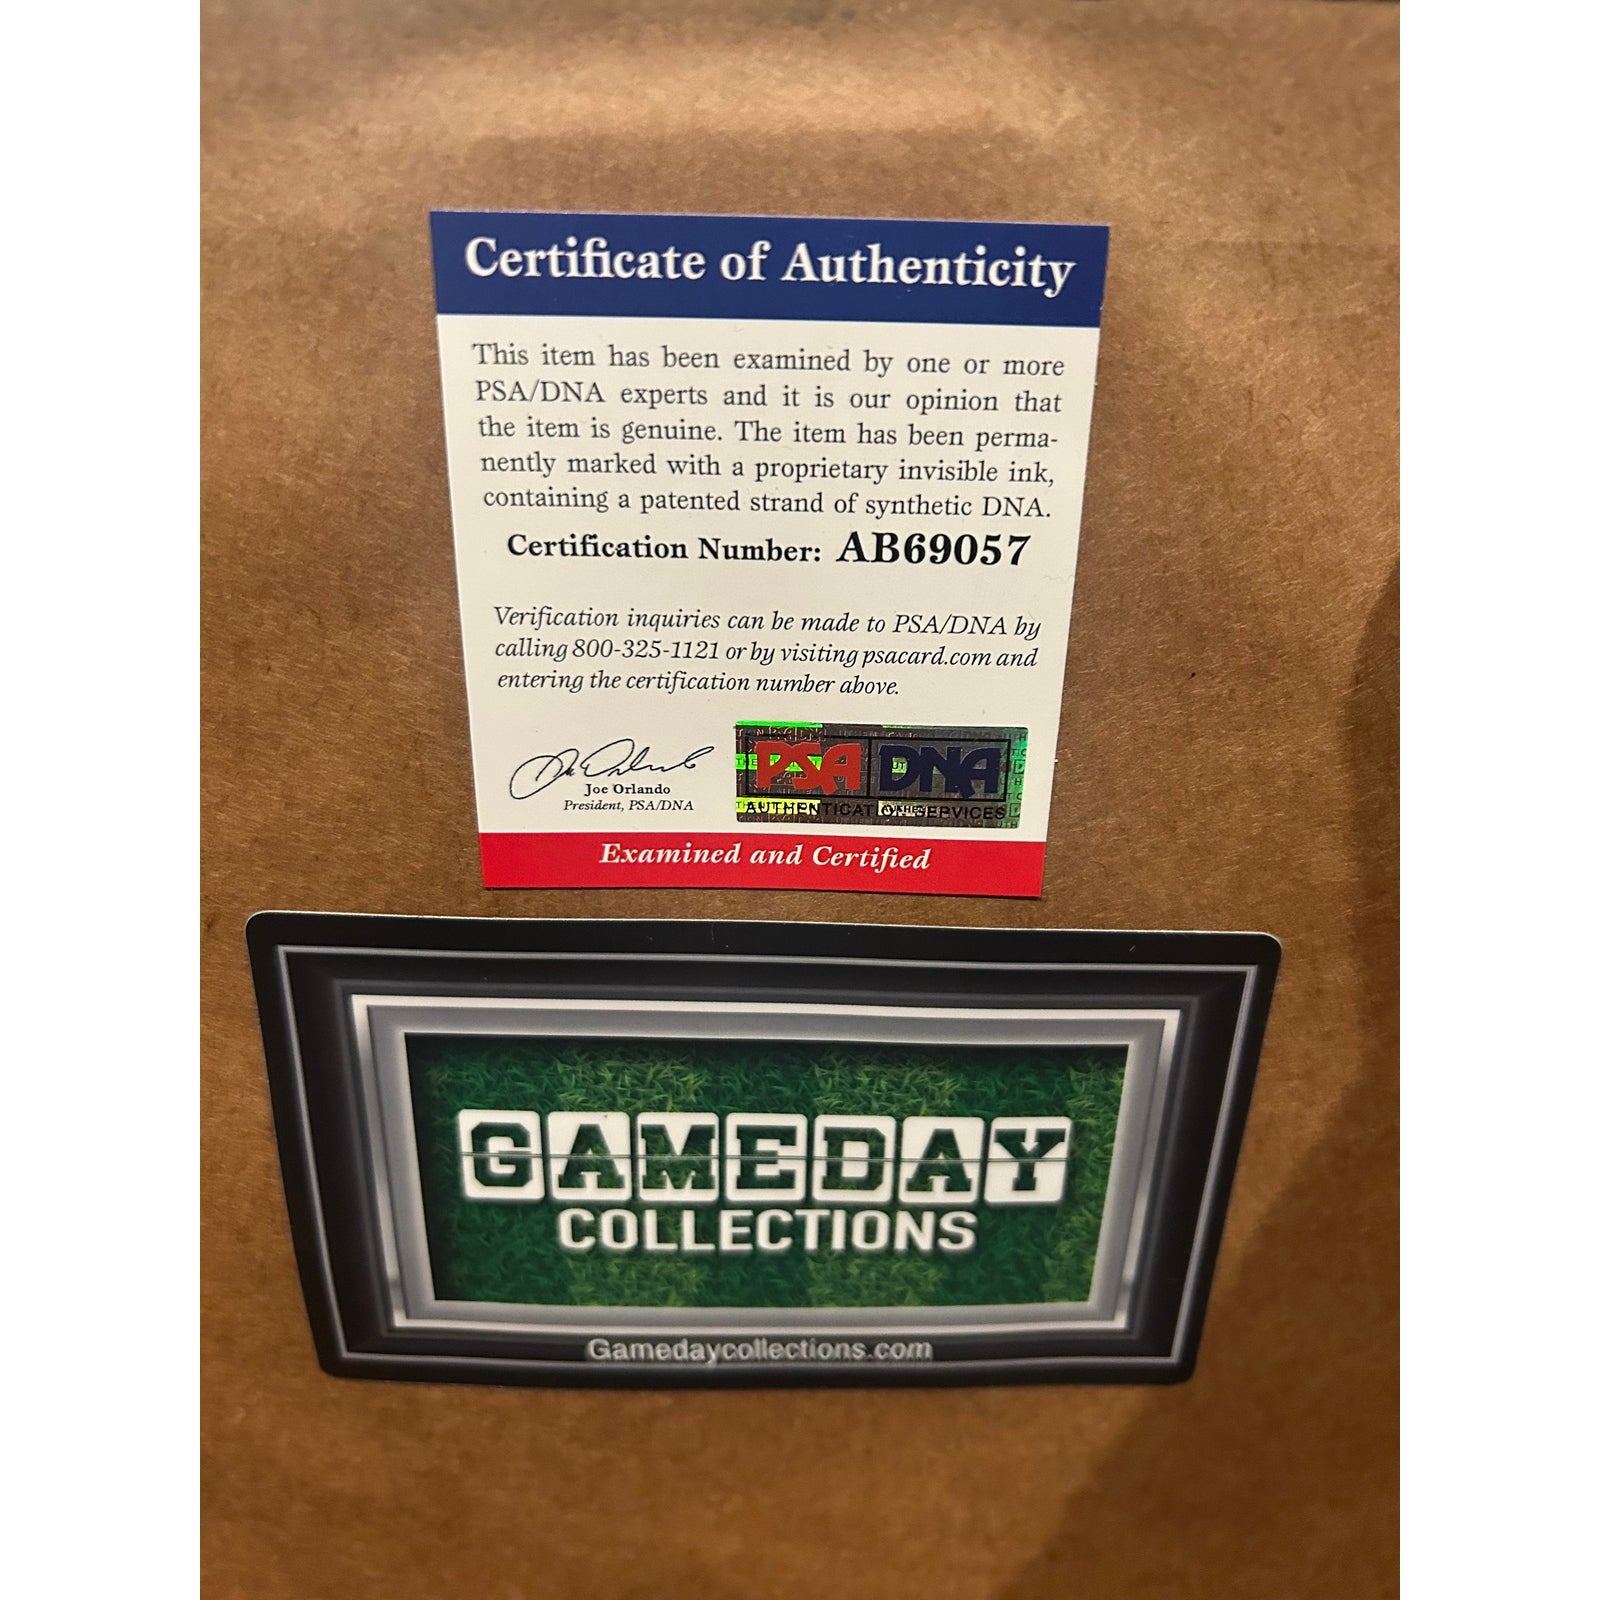 Certificate of Authenticity
This item has been examined by one or more
PSA/DNA experts and it is our opinion that
the item is genuine. The item has been perma-
nently marked with a proprietary invisible ink,
containing a patented strand of synthetic DNA.
Certification Number: AB69057
Verification inquiries can be made to PSA/DNA by
calling 800-325-1121 or by visiting psacard.com and
entering the certification number above.
Joe Orlando
President, PSA/DNA
PSA DNA
AUTHENTICATION SERVICES
Examined and Certified
GAMEDAY
COLLECTIONS
Gamedaycollections.com